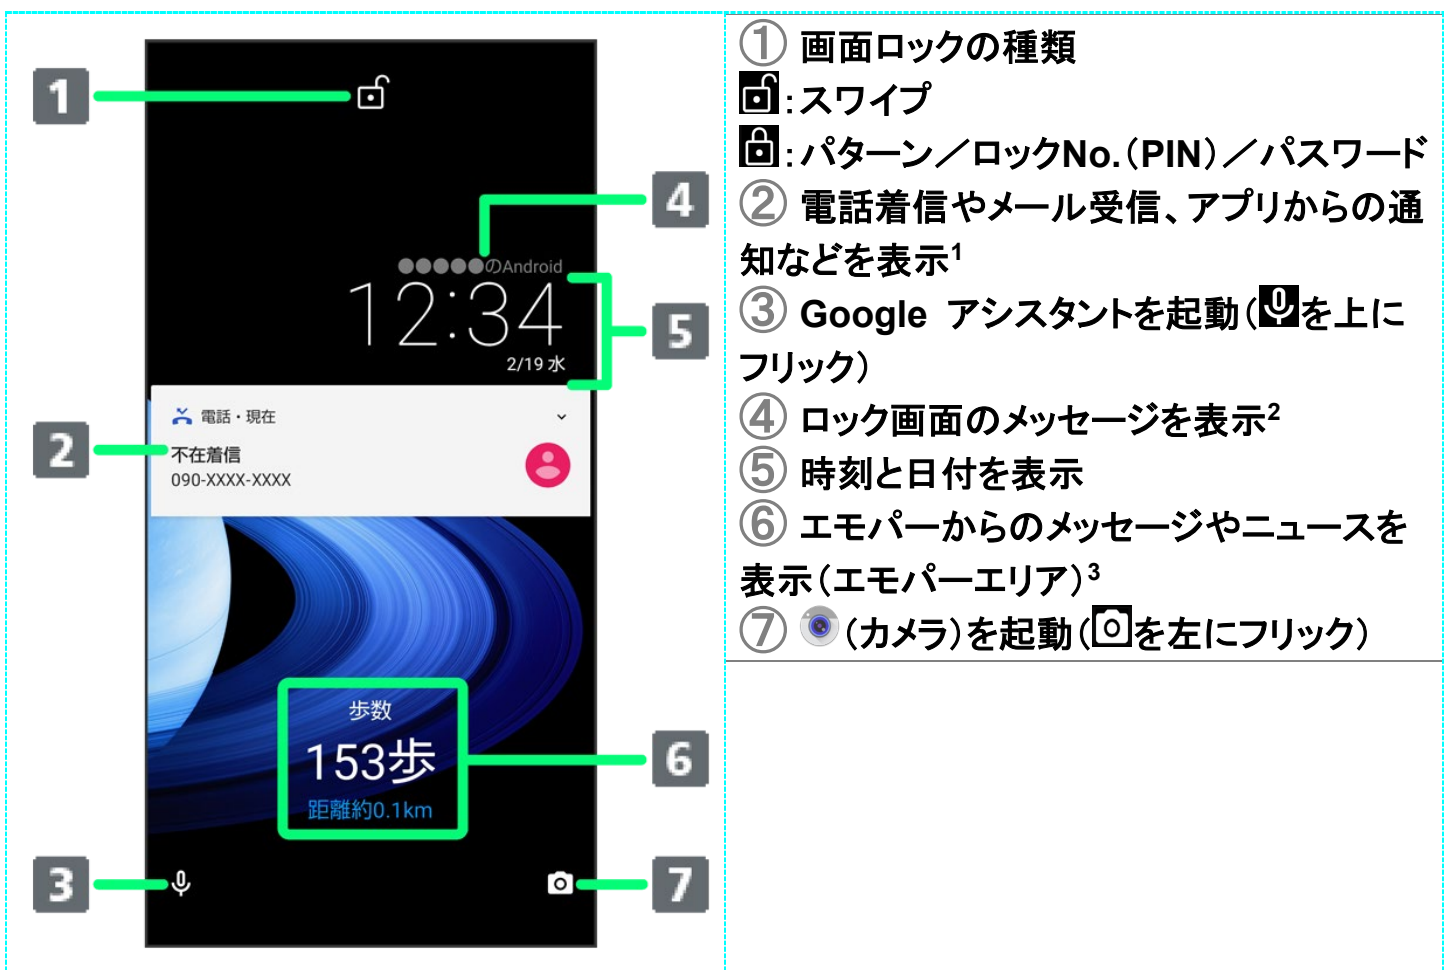 1
4
●●●●●のAndroid
12:34
5
2/19 水
電話・現在
2
不在着信
090-XXXX-XXXX
歩数
153歩
6
距離約0.1km
3
7
① 画面ロックの種類
:スワイプ
:パターン/ロックNo.(PIN)/パスワード
② 電話着信やメール受信、アプリからの通
知などを表示1
③ Google アシスタントを起動(を上に
フリック)
④ ロック画面のメッセージを表示2
⑤ 時刻と日付を表示
⑥ エモパーからのメッセージやニュースを
表示(エモパーエリア)3
⑦ (カメラ)を起動(を左にフリック)